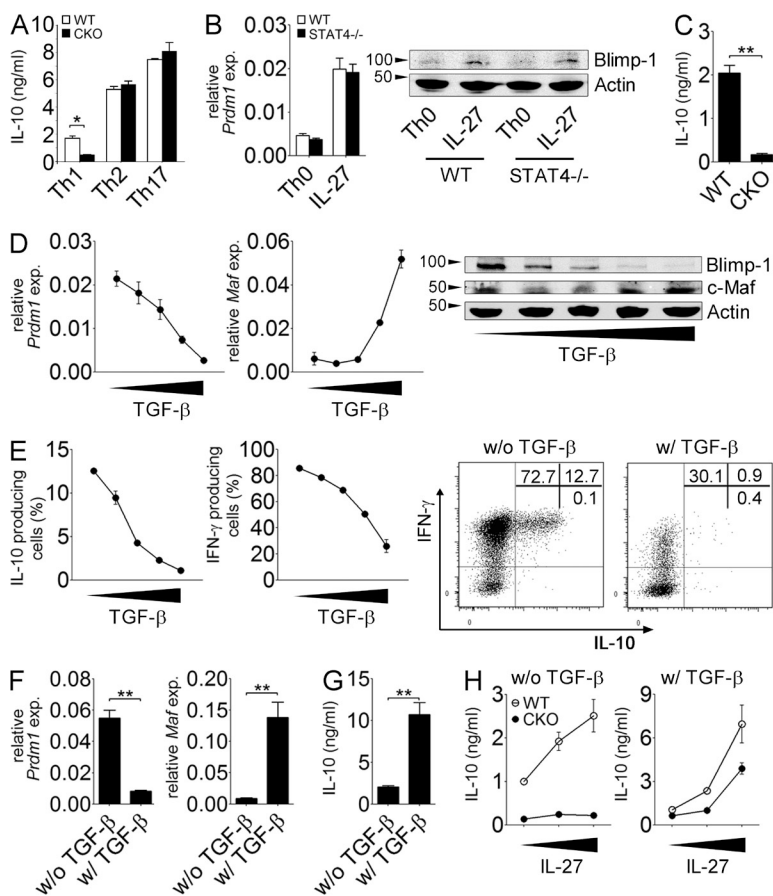 A
WT
CKO
IL-10 (ng/ml)
10
8
6
4
2
0
*
Th1
Th2
Th17
B
WT
STAT4-/-
relative
Prdm1 exp.
0.03
0.02
0.01
0.00
Th0
IL-27
100
50
Blimp-1
Actin
Th0
IL-27
Th0
IL-27
WT
STAT4-/-
C
IL-10 (ng/ml)
3
2
1
0
**
WT
CKO
D
relative
Prdm1 exp.
0.03
0.02
0.01
0.00
TGF-β
relative Maf exp.
0.06
0.04
0.02
0.00
TGF-β
100
50
50
Blimp-1
c-Maf
Actin
TGF-β
E
IL-10 producing
cells (%)
15
10
5
0
TGF-β
IFN-γ producing
cells (%)
100
80
60
40
20
0
TGF-β
w/o TGF-β
72.7 12.7
0.1
w/ TGF-β
30.1 0.9
0.4
IFN-γ
0
0
0
0
IL-10
F
relative
Prdm1 exp.
0.08
0.06
0.04
0.02
0.00
**
w/o TGF-β
w/ TGF-β
relative Maf exp.
0.20
0.15
0.10
0.05
0.00
**
w/o TGF-β
w/ TGF-β
G
IL-10 (ng/ml)
15
10
5
0
**
w/o TGF-β
w/ TGF-β
H
w/o TGF-β
WT
CKO
IL-10 (ng/ml)
3
2
1
0
w/ TGF-β
IL-10 (ng/ml)
9
6
3
0
IL-27